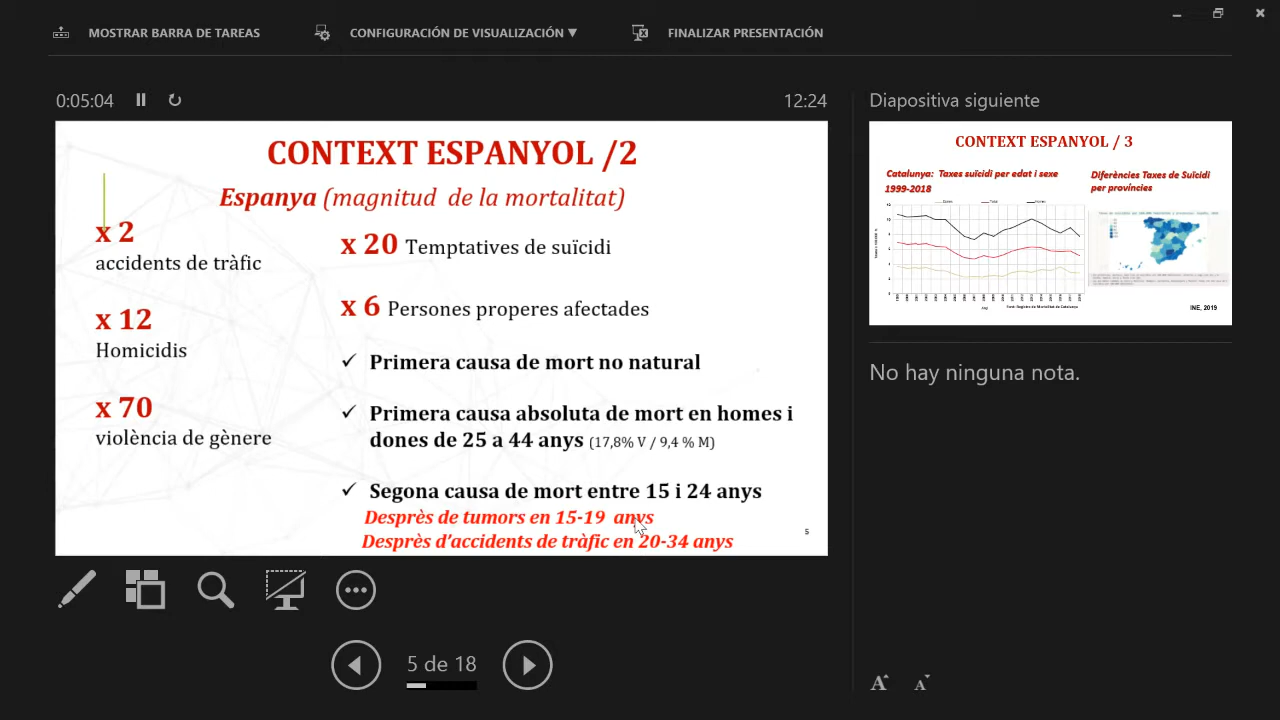 MOSTRAR BARRA DE TAREAS
CONFIGURACIÓN DE VISUALIZACIÓN ▼
FINALIZAR PRESENTACIÓN
0:05:04
12:24
CONTEXT ESPANYOL /2
Espanya (magnitud de la mortalitat)
x 2
accidents de tràfic
x 12
Homicidis
x 70
violència de gènere
x 20 Temptatives de suïcidi
x 6 Persones properes afectades
✓ Primera causa de mort no natural
✓ Primera causa absoluta de mort en homes i
dones de 25 a 44 anys (17,8% V / 9,4 % M)
✓ Segona causa de mort entre 15 i 24 anys
Desprès de tumors en 15-19 anys
Desprès d'accidents de tràfic en 20-34 anys
5
5 de 18
Diapositiva siguiente
CONTEXT ESPANYOL / 3
Catalunya: Taxes suïcidi per edat i sexe
1999-2018
Diferències Taxes de Suïcidi
per províncies
INE, 2019
No hay ninguna nota.
A A